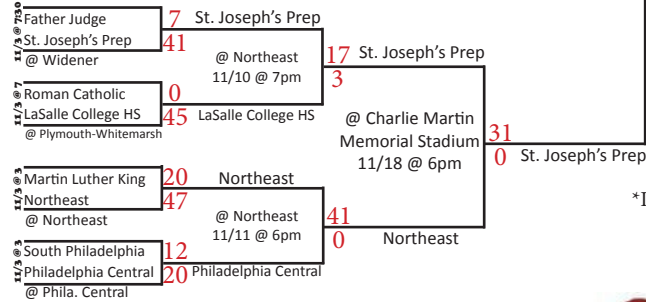 11/3 @ 7:30
Father Judge 7
St. Joseph's Prep 41
@ Widener
St. Joseph's Prep
@ Northeast
11/10 @ 7pm
11/3 @ 7
Roman Catholic 0
LaSalle College HS 45
@ Plymouth-Whitemarsh
LaSalle College HS
17
3
St. Joseph's Prep
@ Charlie Martin
Memorial Stadium
11/18 @ 6pm
31
0
St. Joseph's Prep
11/3 @ 3
Martin Luther King 20
Northeast 47
@ Northeast
Northeast
@ Northeast
11/11 @ 6pm
11/3 @ 3
South Philadelphia 12
Philadelphia Central 20
@ Phila. Central
Philadelphia Central
41
0
Northeast